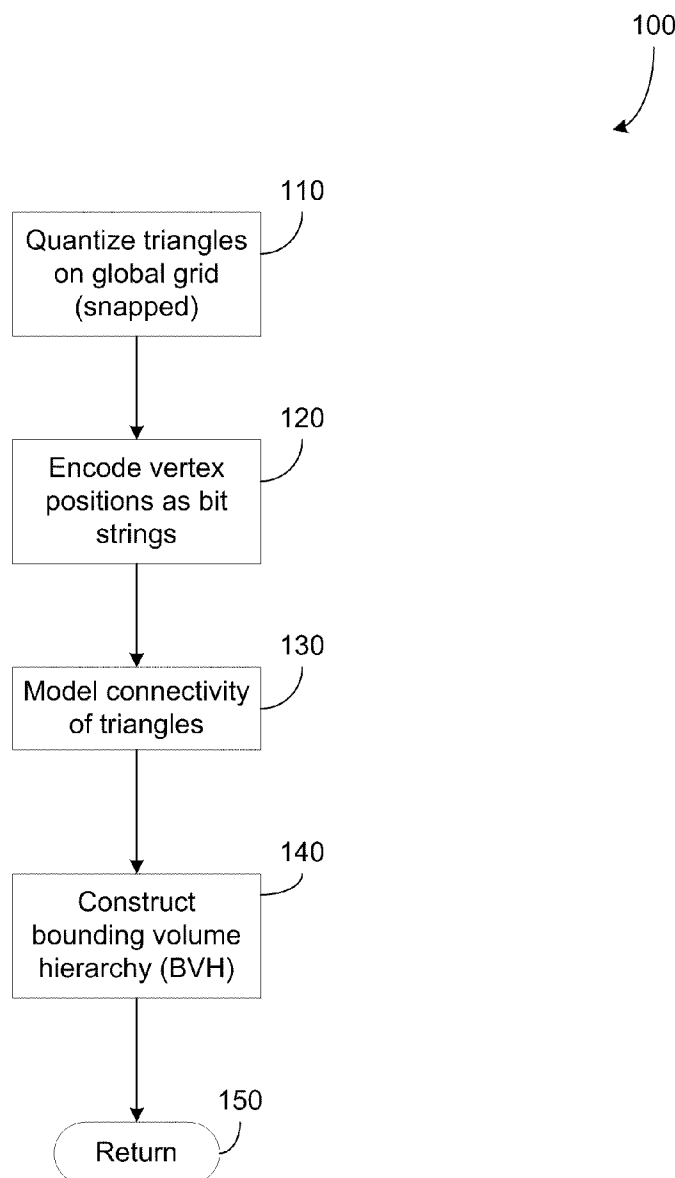 100
110
Quantize triangles
on global grid
(snapped)
120
Encode vertex
positions as bit
strings
130
Model connectivity
of triangles
140
Construct
bounding volume
hierarchy (BVH)
150
Return